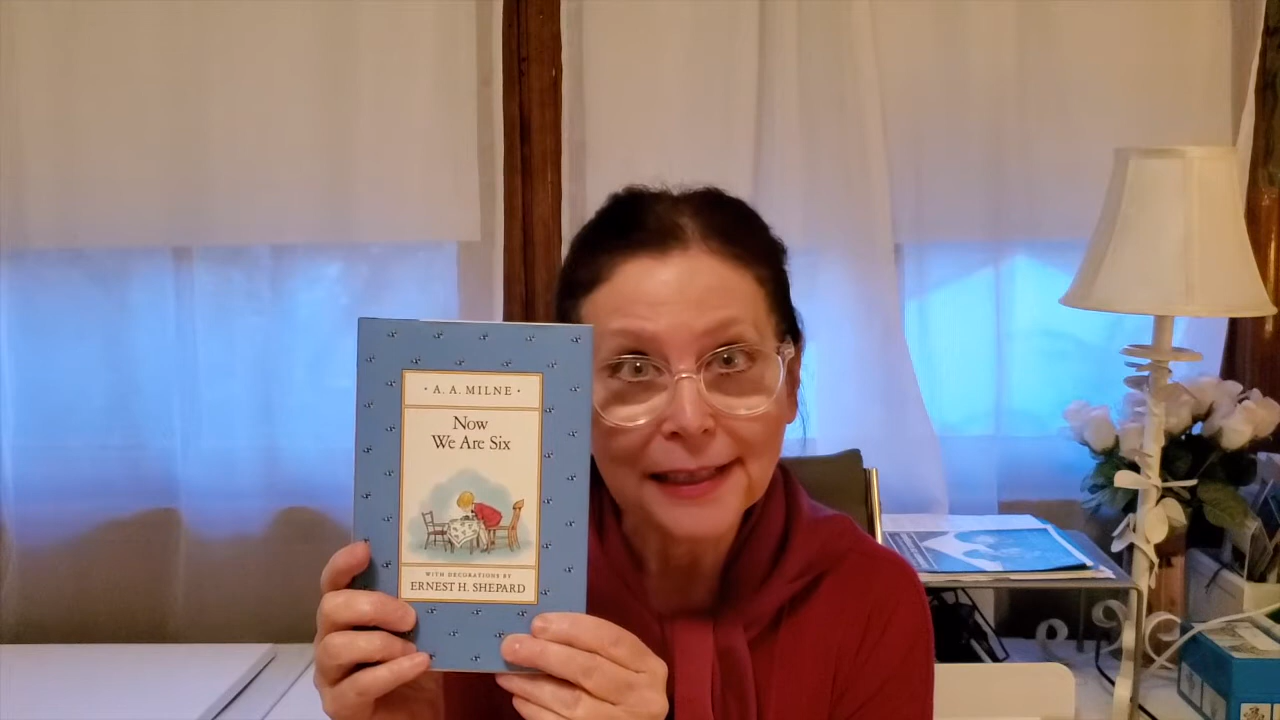 · A. A. MILNE ·
Now
We Are Six
WITH DECORATIONS BY
ERNEST H. SHEPARD